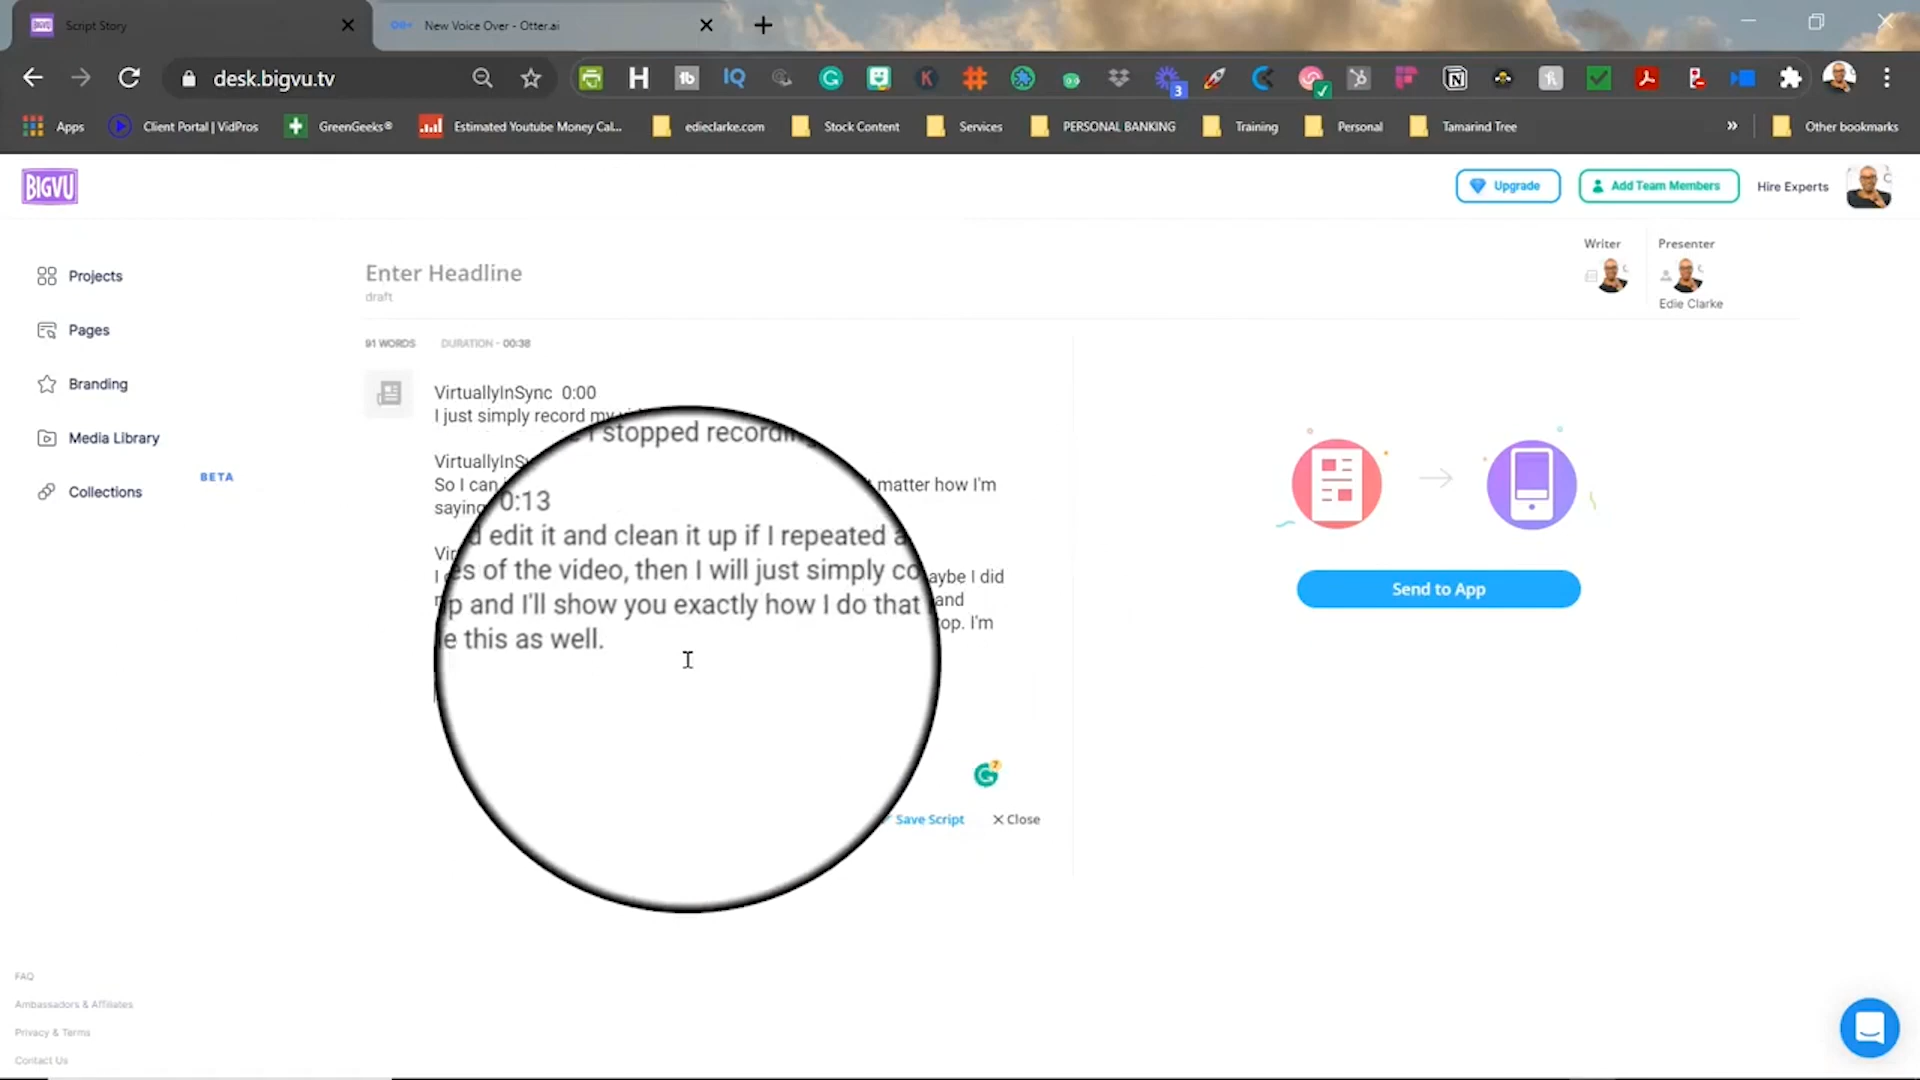 Script Story
New Voice Over - Otter.ai
desk.bigvu.tv
3
Apps
Client Portal | VidPros
GreenGeeks®
Estimated Youtube Money Cal...
edieclarke.com
Stock Content
Services
PERSONAL BANKING
Training
Personal
Tamarind Tree
»
Other bookmarks
BIGVU
Upgrade
Add Team Members
Hire Experts
Projects
Pages
Branding
Media Library
BETA
Collections
Enter Headline
draft
Writer
Presenter
Edie Clarke
91 WORDS
DURATION - 00:38
VirtuallyInSync 0:00
I just simply record my
I stopped
So I can
matter how I'm
saying
0:13
edit it and clean it up if I repeated
es of the video, then I will just simply co
aybe I did
p and I'll show you exactly how I do that
and
op. I'm
e this as well.
Save Script
Close
Send to App
FAQ
Ambassadors & Affiliates
Privacy & Terms
Contact Us